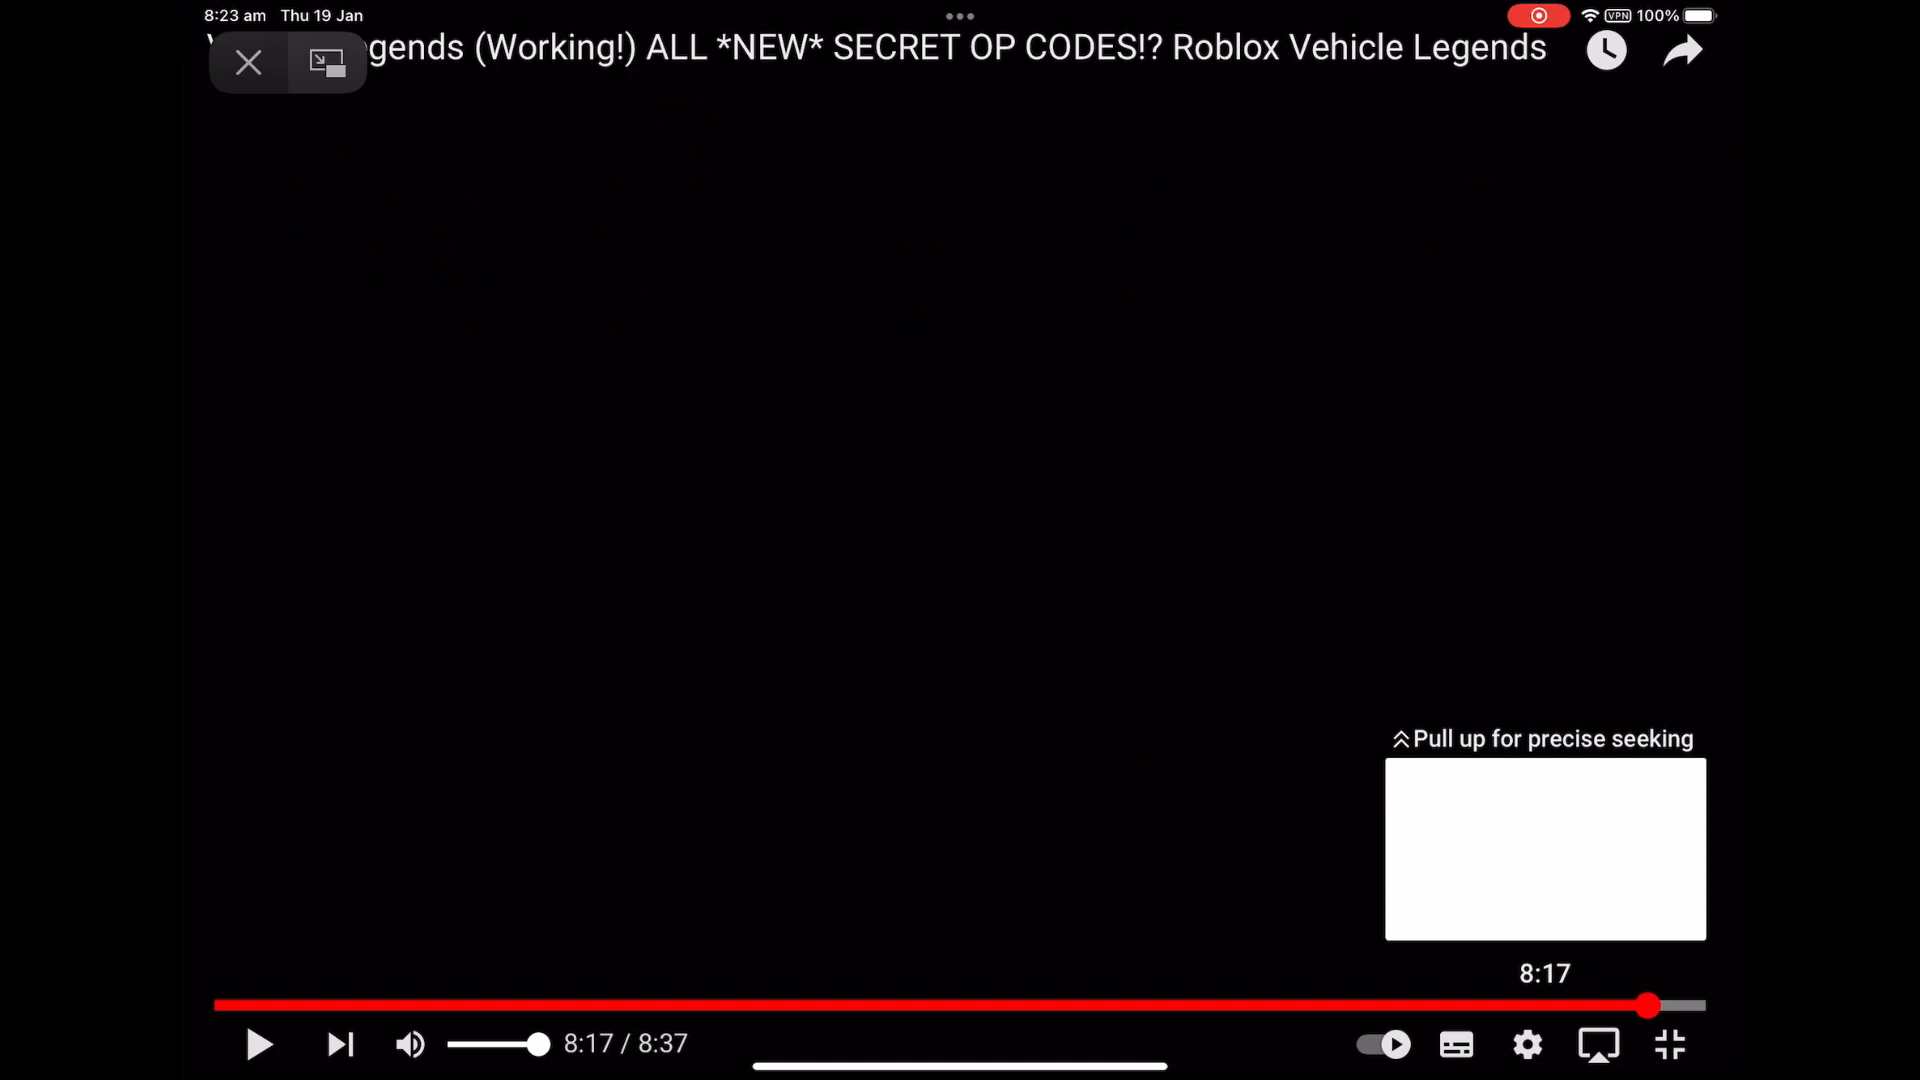 8:23 am Thu 19 Jan
VPN 100%
gends (Working!) ALL *NEW* SECRET OP CODES!? Roblox Vehicle Legends
Pull up for precise seeking
8:17
8:17 / 8:37